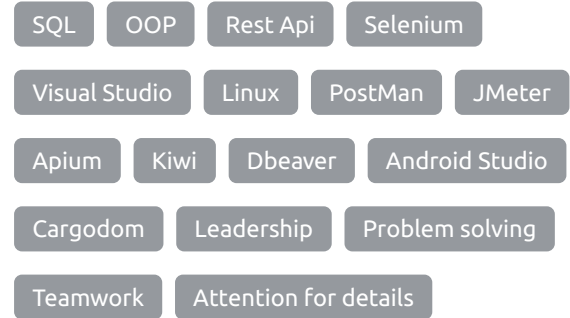 SQL OOP Rest Api Selenium
Visual Studio Linux PostMan JMeter
Apium Kiwi Dbeaver Android Studio
Cargodom Leadership Problem solving
Teamwork Attention for details